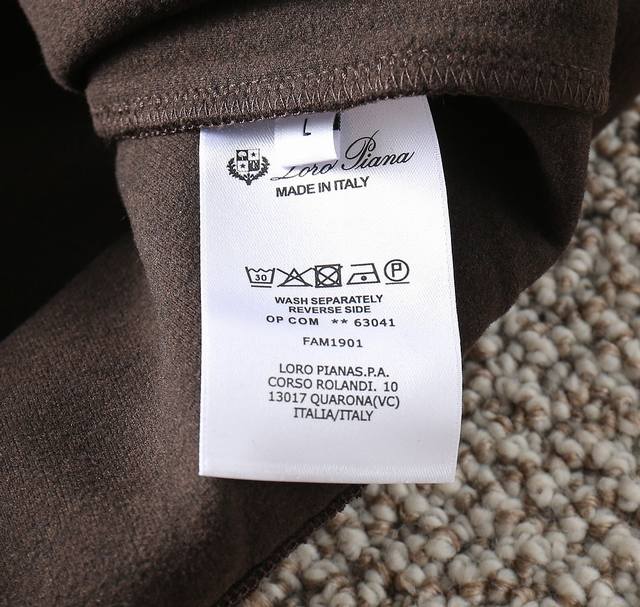 L
Loro Piana
MADE IN ITALY
30 P
WASH SEPARATELY
REVERSE SIDE
OP COM ** 63041
FAM1901
LORO PIANAS.P.A.
CORSO ROLANDI. 10
13017 QUARONA(VC)
ITALIA/ITALY